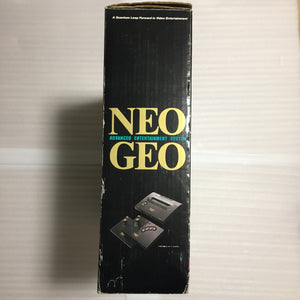 A Quantum Leap Forward in Video Entertainment
NEO
ADVANCED ENTERTAINMENT SYSTEM
GEO